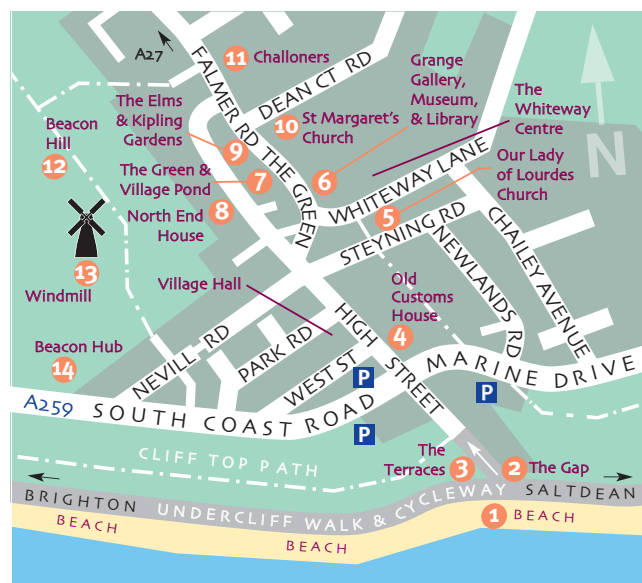 A27
FALMER RD
11 Challoners
DEAN CT RD
Grange
Gallery,
Museum,
& Library
The
Whiteway
Centre
N
The Elms
& Kipling
Gardens
Beacon
Hill
12
10
St Margaret's
Church
9
THE GREEN
WHITEWAY LANE
Our Lady
of Lourdes
Church
The Green &
Village Pond
7
6
5
North End
House
8
STEYNING RD
NEWLANDS RD
CHAILEY AVENUE
13
Windmill
Village Hall
Old
Customs
House
4
HIGH STREET
Beacon Hub
14
NEVILL RD
PARK RD
WEST ST
P
P
P
MARINE DRIVE
A259 SOUTH COAST ROAD
CLIFF TOP PATH
The
Terraces
3
2 The Gap
BRIGHTON
UNDERCLIFF WALK & CYCLEWAY
SALTDEAN
BEACH
BEACH
1 BEACH